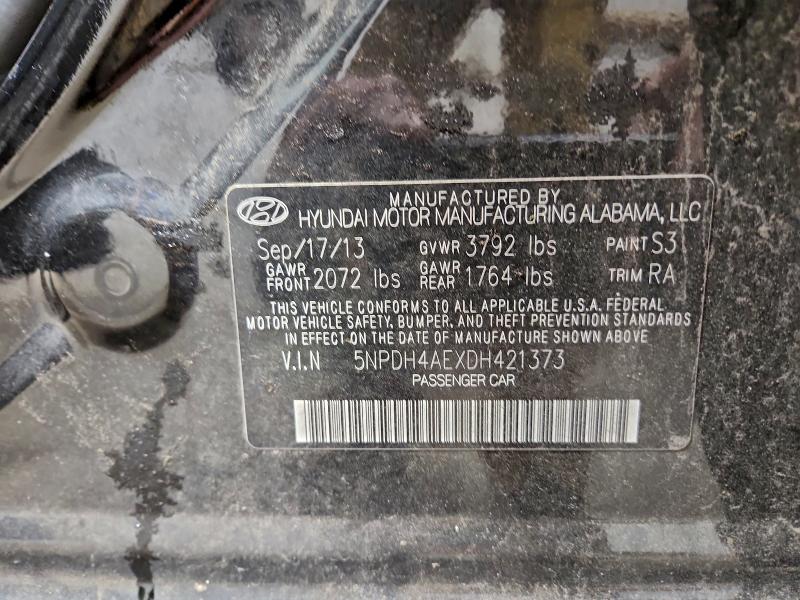 MANUFACTURED BY
HYUNDAI MOTOR MANUFACTURING ALABAMA, LLC
Sep/17/13 GVWR 3792 lbs PAINT S3
GAWR FRONT 2072 lbs GAWR REAR 1764 lbs TRIM RA
THIS VEHICLE CONFORMS TO ALL APPLICABLE U.S.A. FEDERAL
MOTOR VEHICLE SAFETY, BUMPER, AND THEFT PREVENTION STANDARDS
IN EFFECT ON THE DATE OF MANUFACTURE SHOWN ABOVE
V.I.N 5NPDH4AEXDH421373
PASSENGER CAR